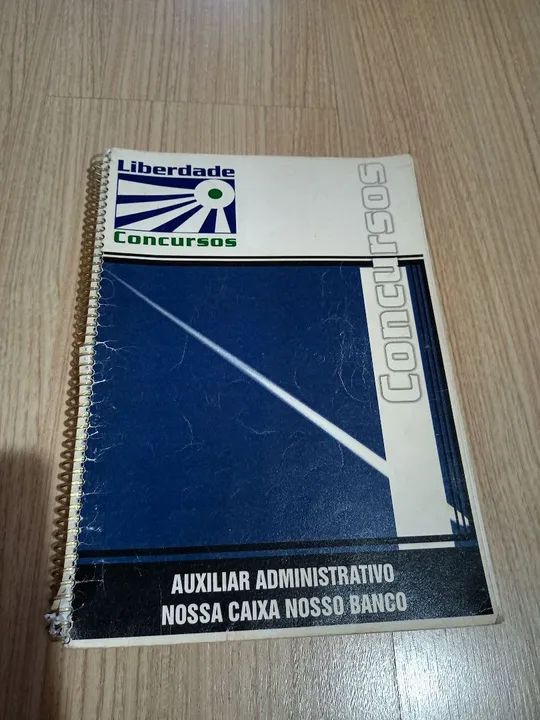 Liberdade
Concursos
Concursos
AUXILIAR ADMINISTRATIVO
NOSSA CAIXA NOSSO BANCO